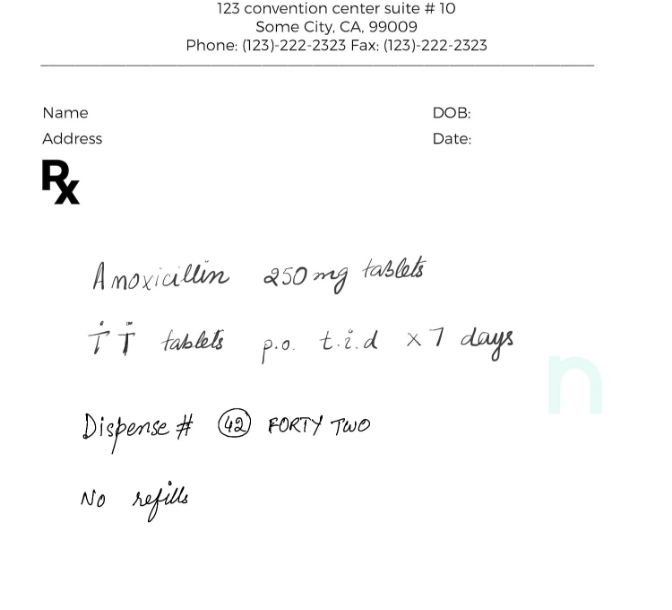 123 convention center suite # 10
Some City, CA, 99009
Phone: (123)-222-2323 Fax: (123)-222-2323
Name DOB:
Address Date:
Rx
Amoxicillin 250 mg tablets
i̅ i̅ tablets p.o. t.i.d x 7 days
Dispense # 42 FORTY TWO
No refills
n